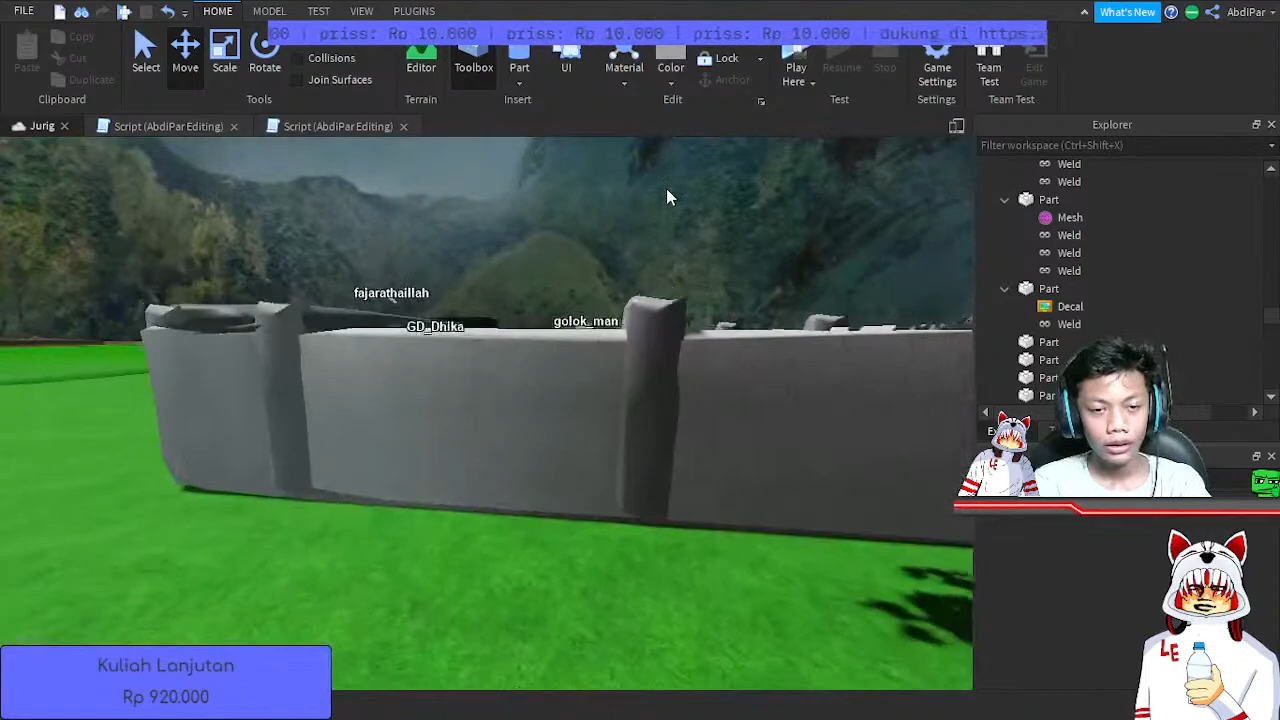 FILE HOME MODEL TEST VIEW PLUGINS What's New AbdiPar
00 | priss: Rp 10.000 | priss: Rp 10.000 | priss: Rp 10.000 | dukung di https:
Copy
Cut
Duplicate
Paste
Select Move Scale Rotate
Collisions
Join Surfaces
Editor Toolbox Part UI Material Color
Lock
Anchor
Play Here
Resume Stop
Game Settings
Team Test
Exit Game
Clipboard Tools Terrain Insert Edit Test Settings Team Test
Jurig Script (AbdiPar Editing) Script (AbdiPar Editing) Explorer
Filter workspace (Ctrl+Shift+X)
Weld
Weld
Part
Mesh
Weld
Weld
Weld
Part
Decal
Weld
Part
Part
fajarathaillah
GD_Dhika
golok_man
LE
LE
Kuliah Lanjutan
Rp 920.000